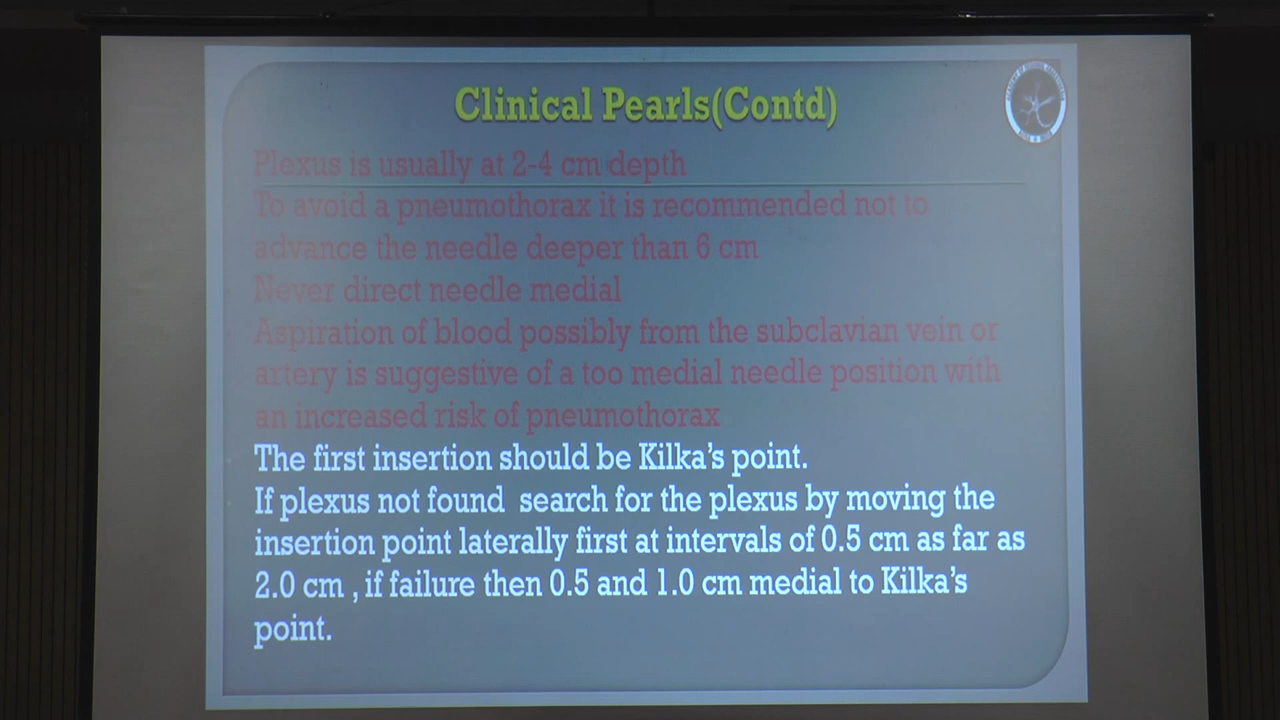 Clinical Pearls(Contd)
Plexus is usually at 2-4 cm depth
To avoid a pneumothorax it is recommended not to
advance the needle deeper than 6 cm
Never direct needle medial
Aspiration of blood possibly from the subclavian vein or
artery is suggestive of a too medial needle position with
an increased risk of pneumothorax
The first insertion should be Kilka's point.
If plexus not found search for the plexus by moving the
insertion point laterally first at intervals of 0.5 cm as far as
2.0 cm , if failure then 0.5 and 1.0 cm medial to Kilka's
point.